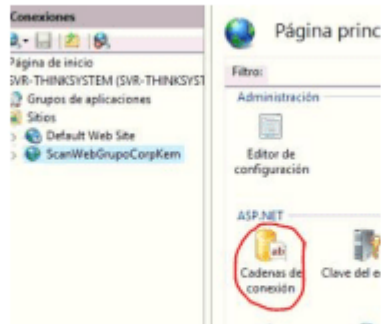 Conexiones
Página de inicio
SVR-THINKSYSTEM (SVR-THINKSYST
Grupos de aplicaciones
Sitios
Default Web Site
ScanWebGrupoCorpKern
Página princ
Filtro:
Administración
Editor de
configuración
ASP.NET
Cadenas de
conexión
Clave del e